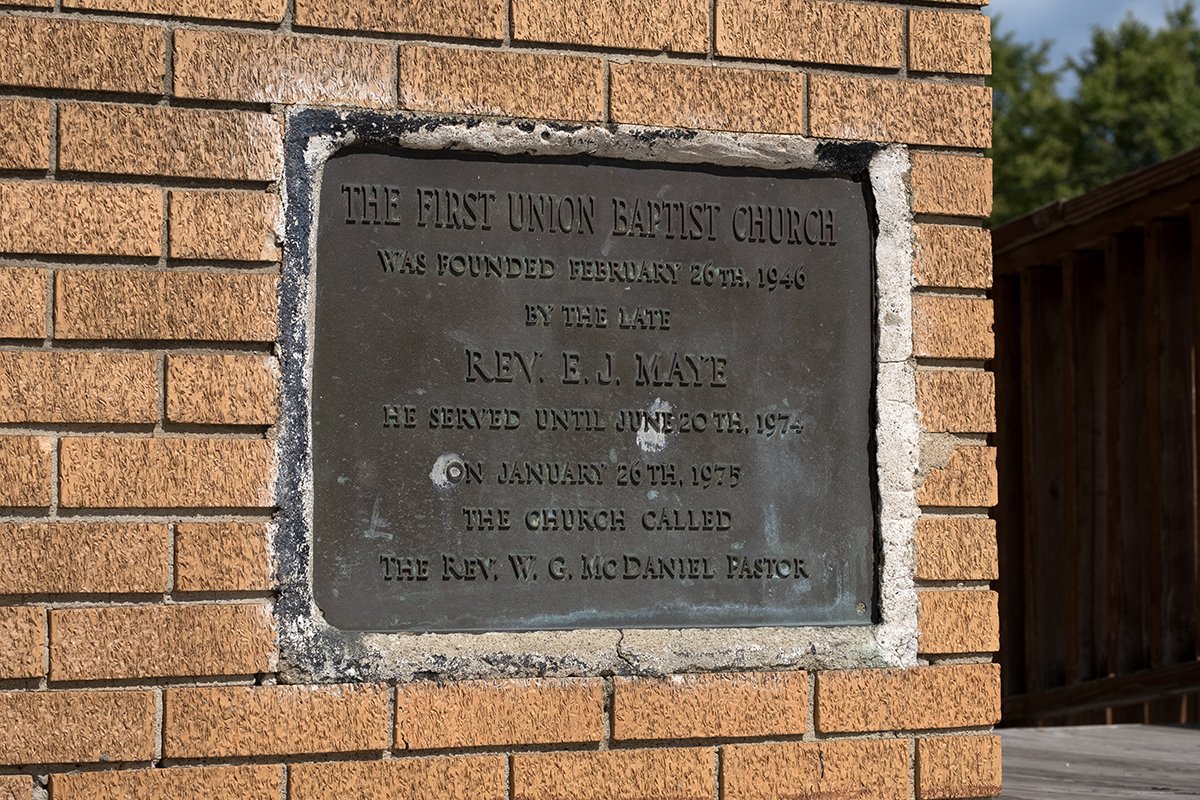 THE FIRST UNION BAPTIST CHURCH
WAS FOUNDED FEBRUARY 26TH, 1946
BY THE LATE
REV. E. J. MAYE
HE SERVED UNTIL JUNE 20TH, 1974
ON JANUARY 26TH, 1975
THE CHURCH CALLED
THE REV. W. G. MCDANIEL PASTOR